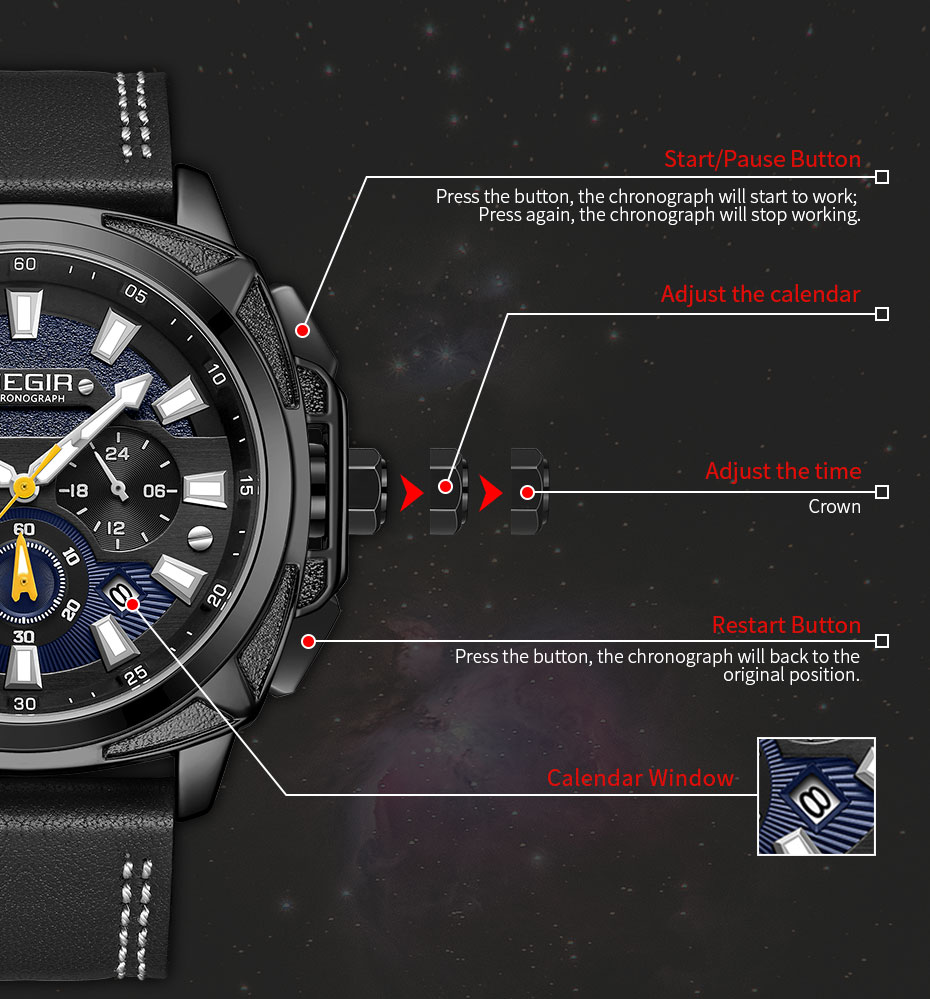 Start/Pause Button
Press the button, the chronograph will start to work;
Press again, the chronograph will stop working.
Adjust the calendar
Adjust the time
Crown
Restart Button
Press the button, the chronograph will back to the
original position.
Calendar Window
8
60
05
10
15
20
25
30
EGIR
RONOGRAPH
24
18
06
12
60
10
20
30
8